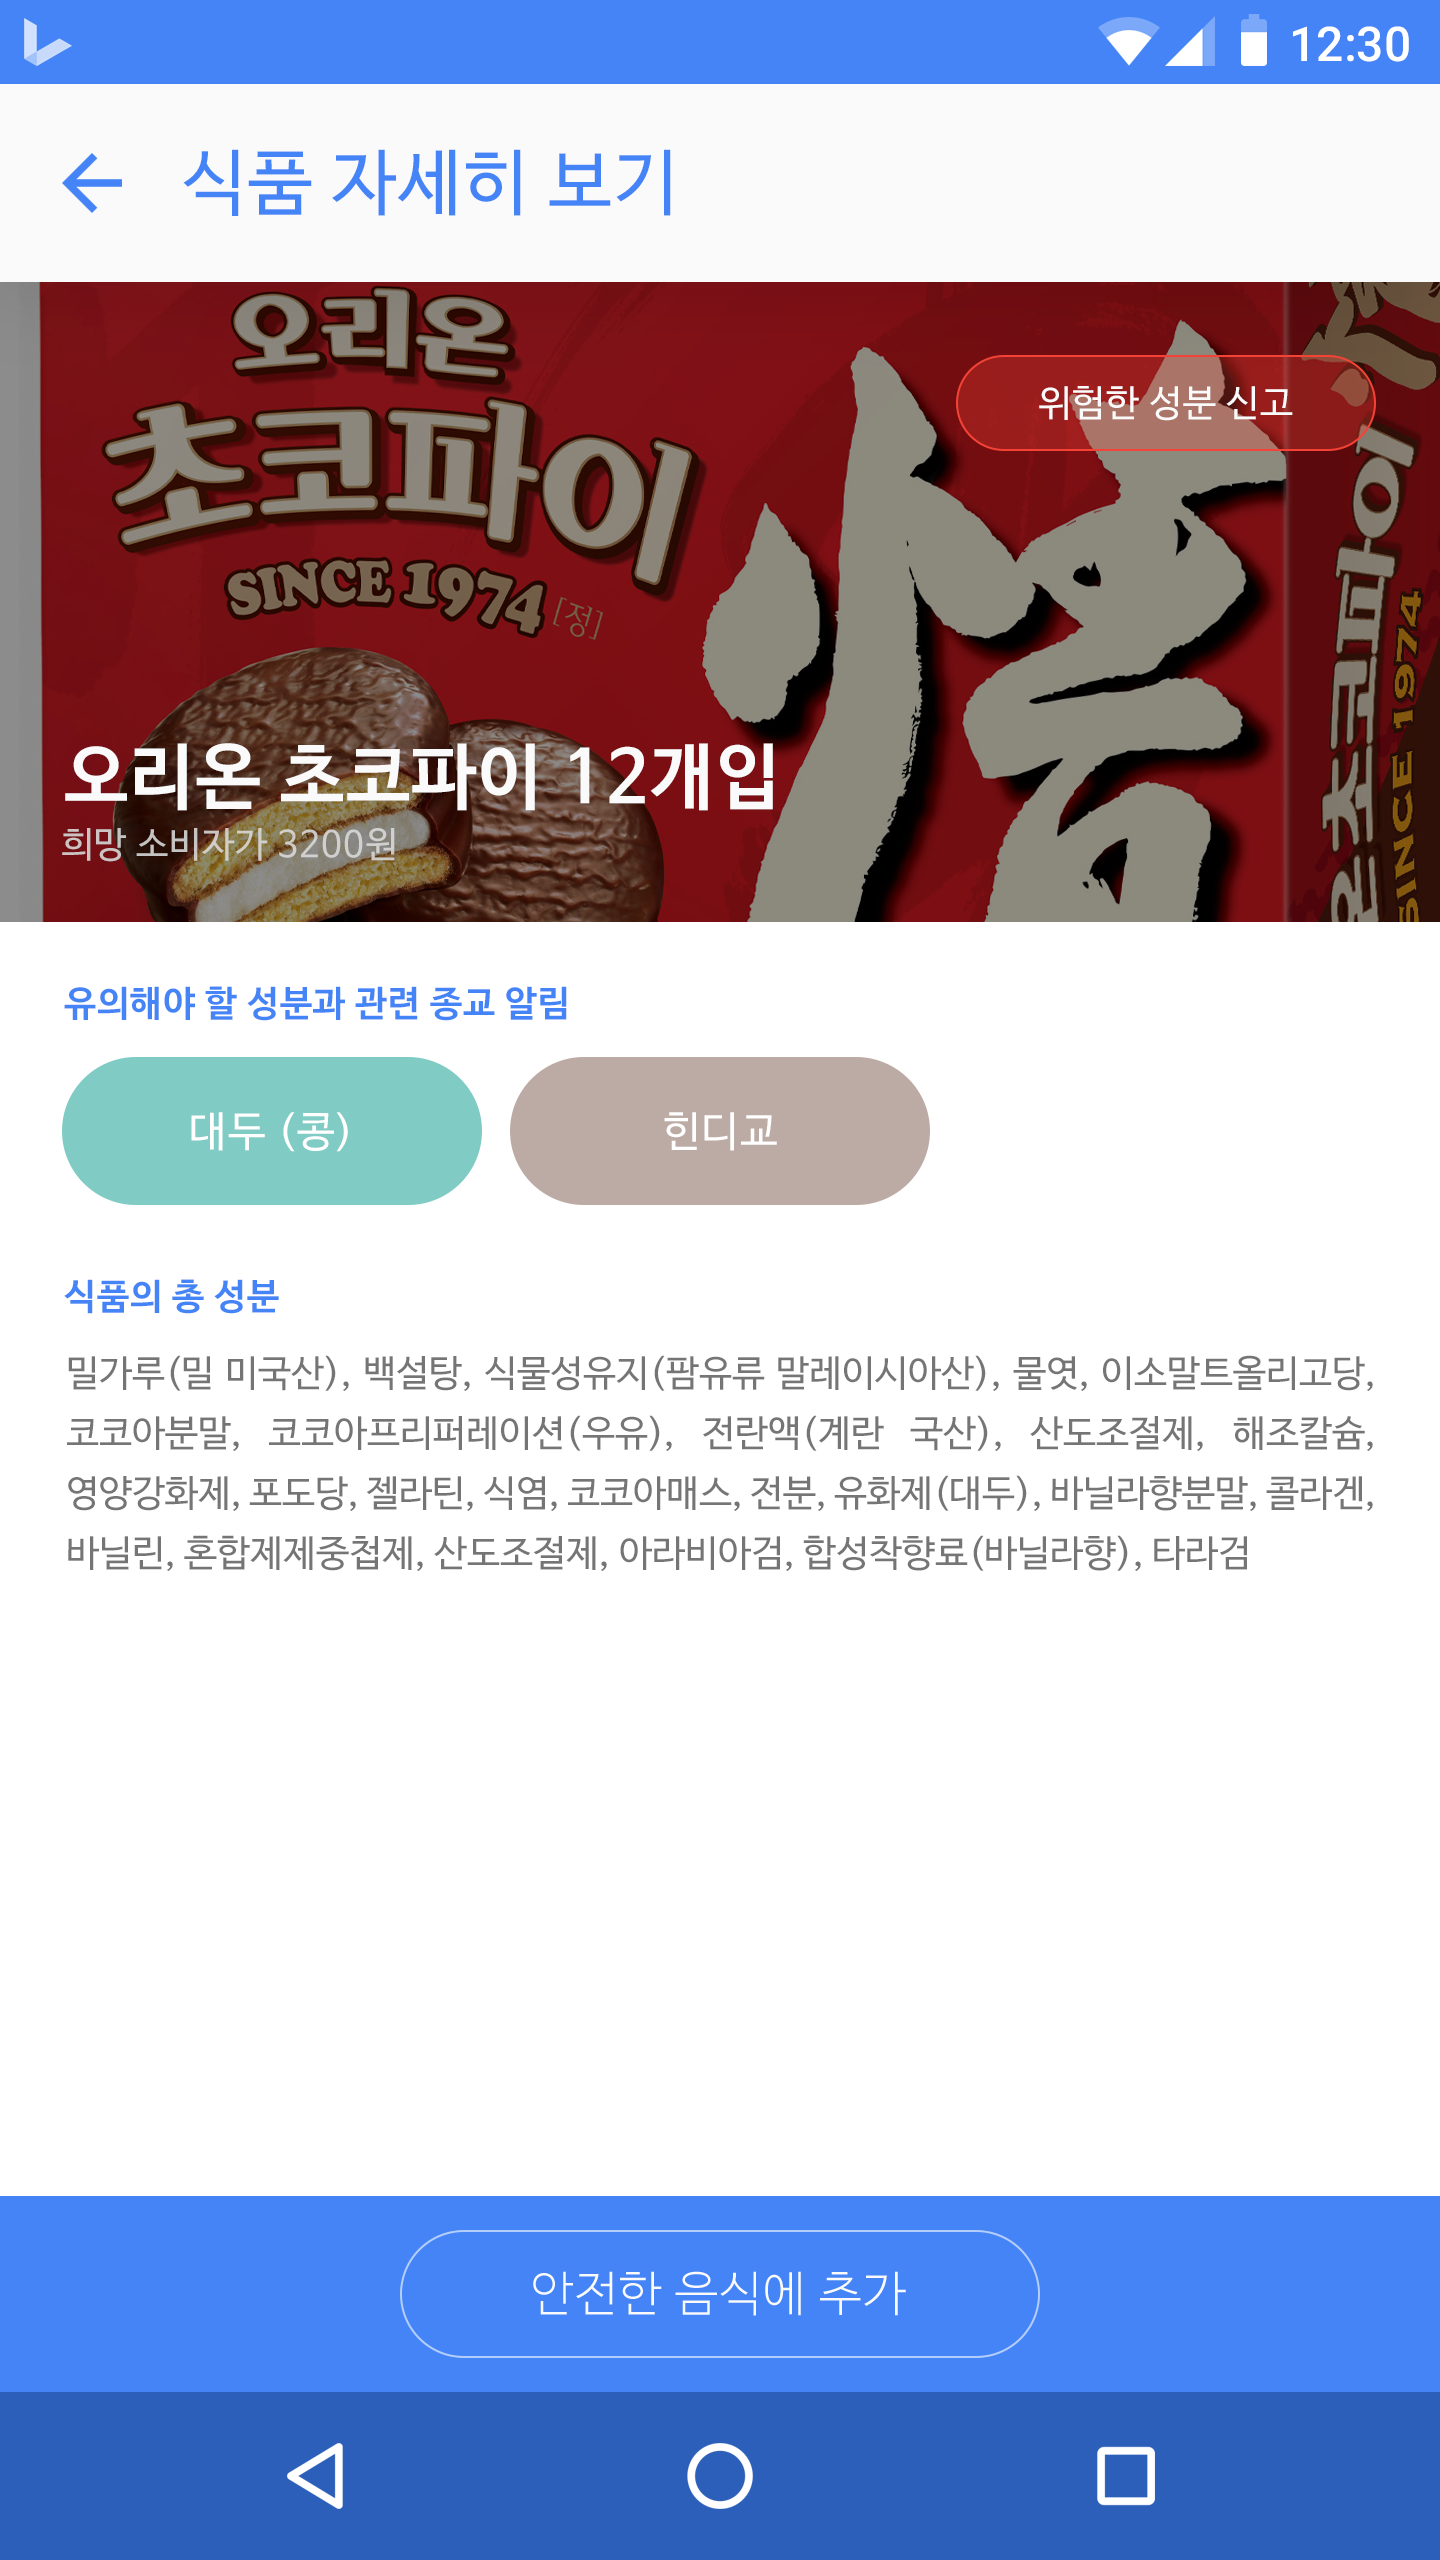 12:30
식품 자세히 보기
오리온
초코파이
SINCE 1974
[정]
情
위험한 성분 신고
초코파이
SINCE 1974
오리온 초코파이 12개입
희망 소비자가 3200원
유의해야 할 성분과 관련 종교 알림
대두 (콩)
힌디교
식품의 총 성분
밀가루(밀 미국산), 백설탕, 식물성유지(팜유류 말레이시아산), 물엿, 이소말트올리고당,
코코아분말, 코코아프리퍼레이션(우유), 전란액(계란 국산), 산도조절제, 해조칼슘,
영양강화제, 포도당, 젤라틴, 식염, 코코아매스, 전분, 유화제(대두), 바닐라향분말, 콜라겐,
바닐린, 혼합제제중첩제, 산도조절제, 아라비아검, 합성착향료(바닐라향), 타라검
안전한 음식에 추가